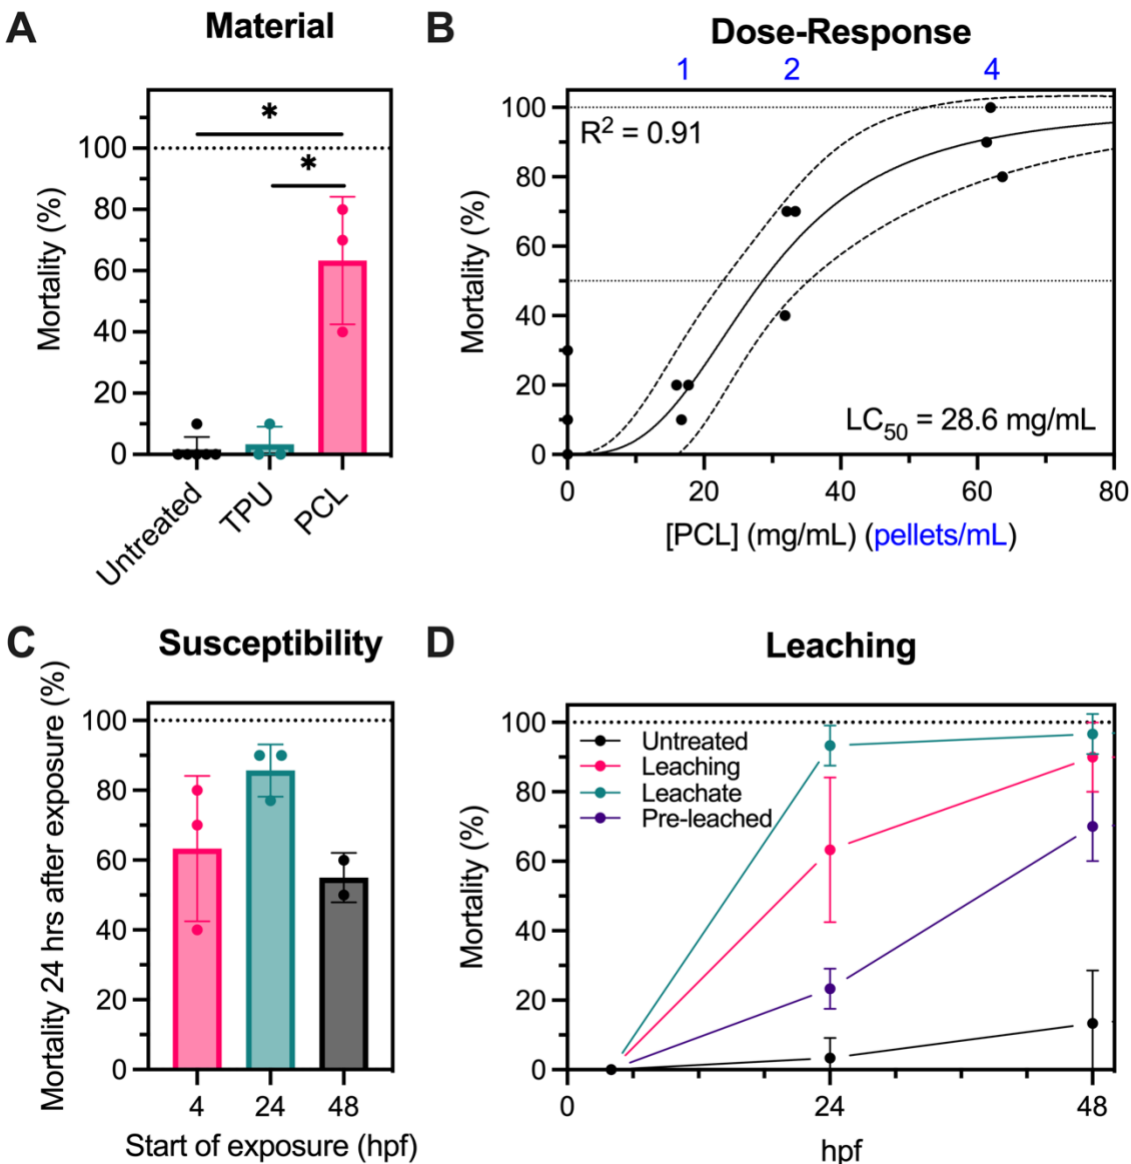 A
Material
Mortality (%)
100
80
60
40
20
0
*
*
Untreated
TPU
PCL
B
Dose-Response
1 2 4
Mortality (%)
100
80
60
40
20
0
R² = 0.91
LC₅₀ = 28.6 mg/mL
0 20 40 60 80
[PCL] (mg/mL) (pellets/mL)
C
Susceptibility
Mortality 24 hrs after exposure (%)
100
80
60
40
20
0
4 24 48
Start of exposure (hpf)
D
Leaching
Mortality (%)
100
80
60
40
20
0
Untreated
Leaching
Leachate
Pre-leached
0 24 48
hpf